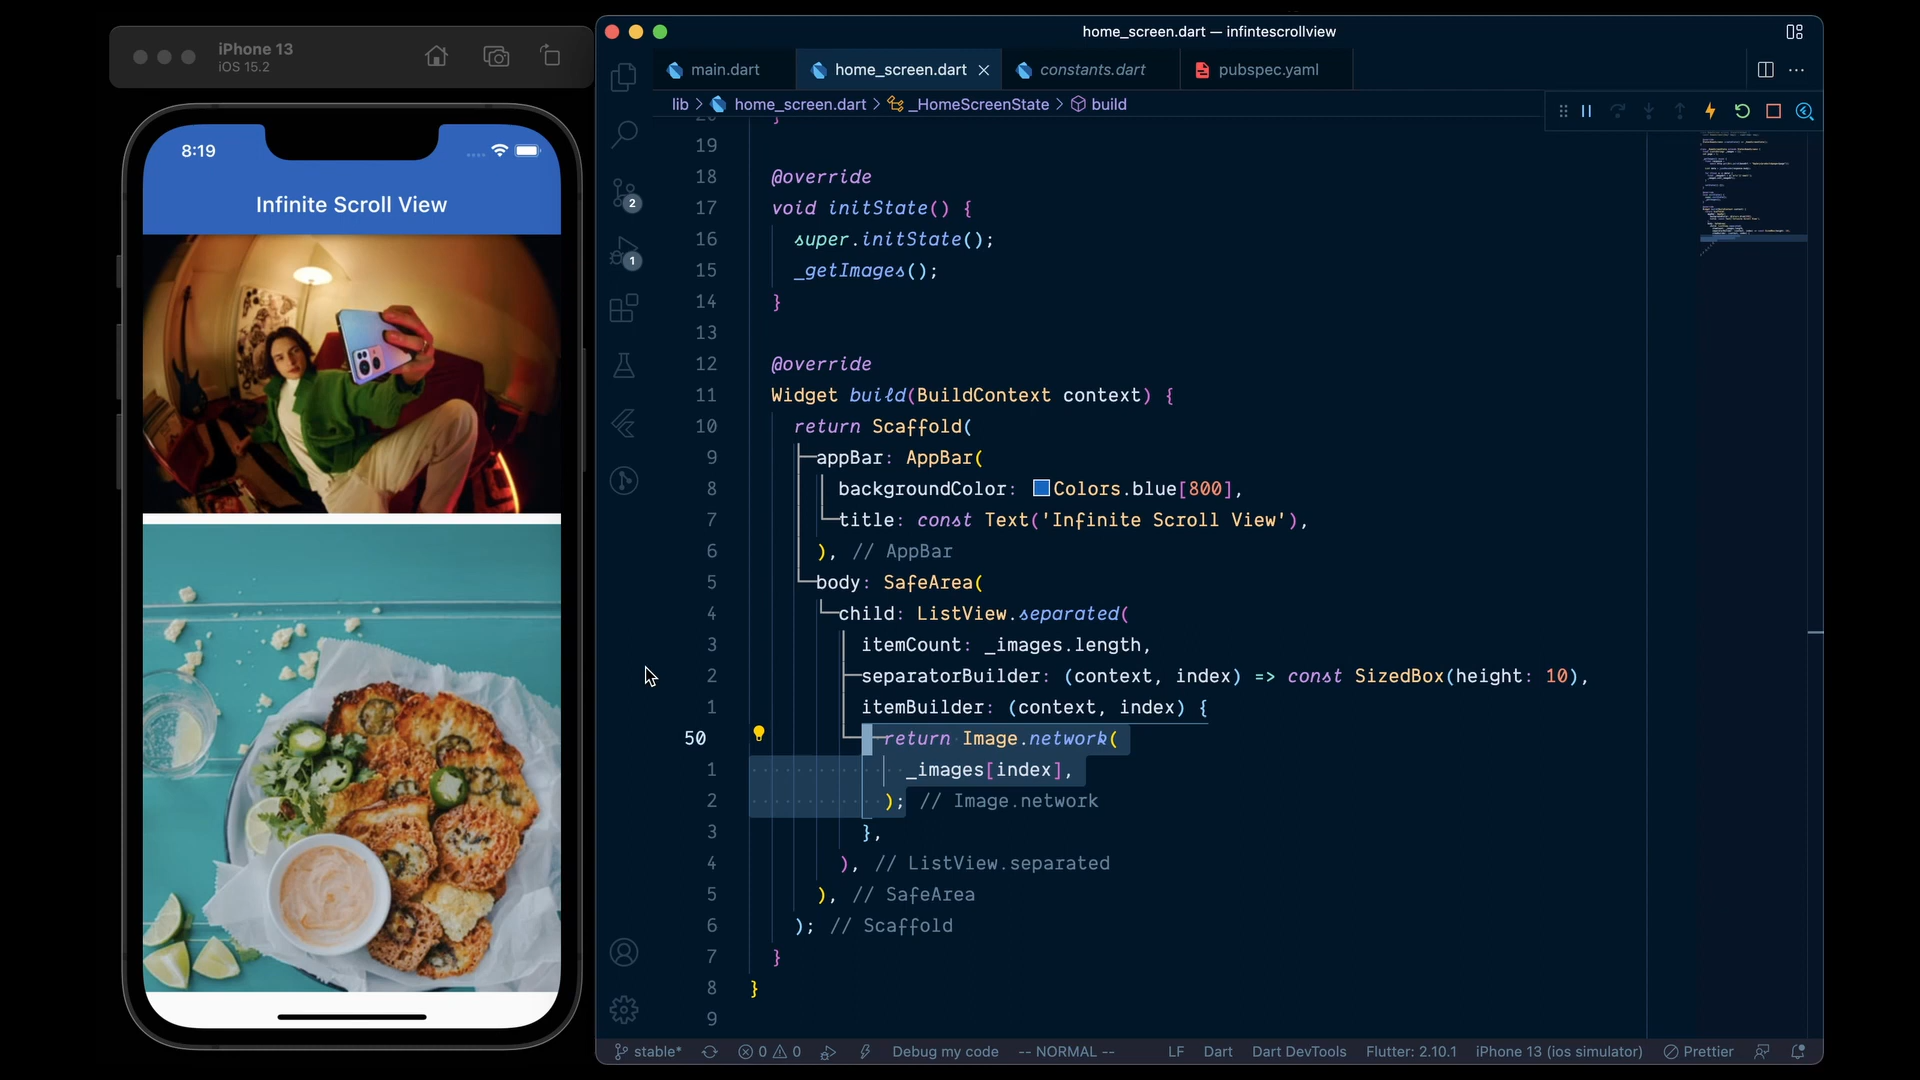 iPhone 13
iOS 15.2
8:19
Infinite Scroll View
home_screen.dart — infintescrollview
main.dart
home_screen.dart
constants.dart
pubspec.yaml
lib > home_screen.dart > _HomeScreenState > build
2
1
20 }
19
18 @override
17 void initState() {
16 super.initState();
15 _getImages();
14 }
13
12 @override
11 Widget build(BuildContext context) {
10 return Scaffold(
9 appBar: AppBar(
8 backgroundColor: Colors.blue[800],
7 title: const Text('Infinite Scroll View'),
6 ), // AppBar
5 body: SafeArea(
4 child: ListView.separated(
3 itemCount: _images.length,
2 separatorBuilder: (context, index) => const SizedBox(height: 10),
1 itemBuilder: (context, index) {
50 return Image.network(
1 _images[index],
2 ); // Image.network
3 },
4 ), // ListView.separated
5 ), // SafeArea
6 ); // Scaffold
7 }
8 }
9
stable* 0 0 Debug my code -- NORMAL -- LF Dart Dart DevTools Flutter: 2.10.1 iPhone 13 (ios simulator) Prettier